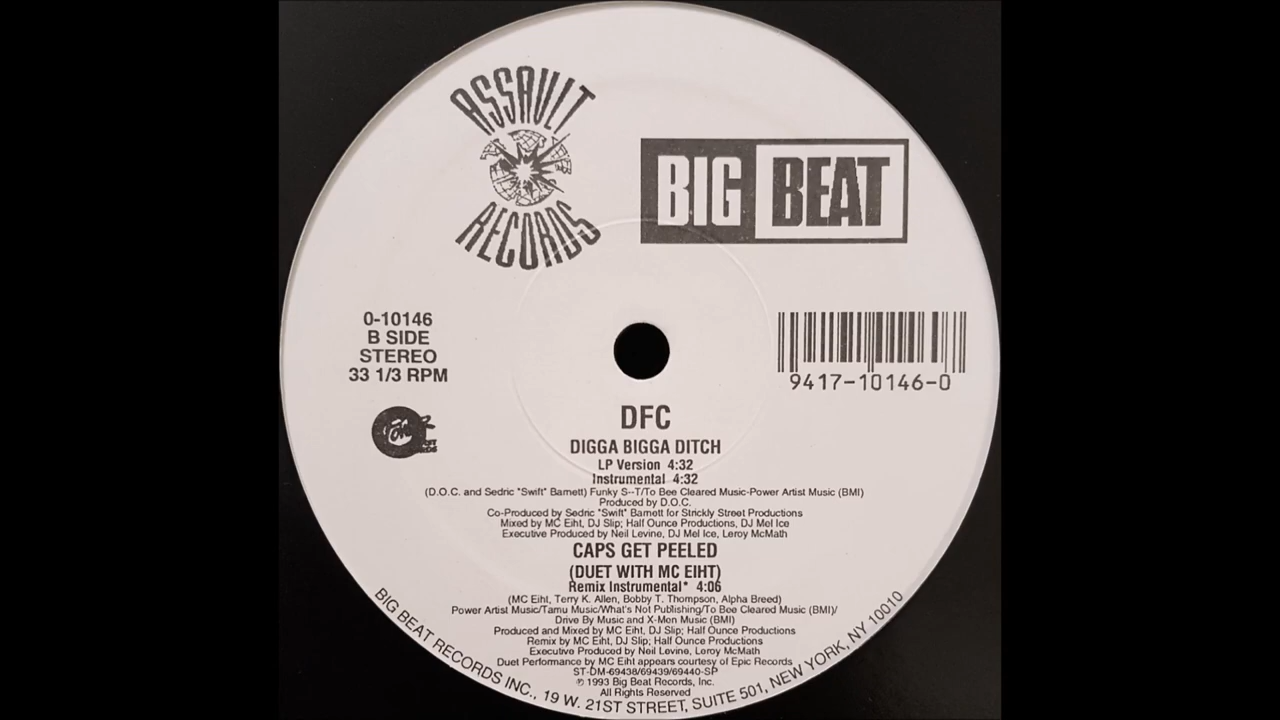 ASSAULT
RECORDS
BIG BEAT
0-10146
B SIDE
STEREO
33 1/3 RPM
9417-10146-0
DFC
DIGGA BIGGA DITCH
LP Version 4:32
Instrumental 4:32
(D.O.C. and Sedric "Swift" Barnett) Funky S--T/To Bee Cleared Music-Power Artist Music (BMI)
Produced by D.O.C.
Co-Produced by Sedric "Swift" Barnett for Strickly Street Productions
Mixed by MC Eiht, DJ Slip; Half Ounce Productions, DJ Mel Ice
Executive Produced by Neil Levine, DJ Mel Ice, Leroy McMath
CAPS GET PEELED
(DUET WITH MC EIHT)
Remix Instrumental* 4:06
(MC Eiht, Terry K. Allen, Bobby T. Thompson, Alpha Breed)
Power Artist Music/Tamu Music/What's Not Publishing/To Bee Cleared Music (BMI)/
Drive By Music and X-Men Music (BMI)
Produced and Mixed by MC Eiht, DJ Slip; Half Ounce Productions
Remix by MC Eiht, DJ Slip; Half Ounce Productions
Executive Produced by Neil Levine, Leroy McMath
Duet Performance by MC Eiht appears courtesy of Epic Records
ST-DM-69438/69439/69440-SP
℗ 1993 Big Beat Records, Inc.
All Rights Reserved
BIG BEAT RECORDS INC., 19 W. 21ST STREET, SUITE 501, NEW YORK, NY 10010